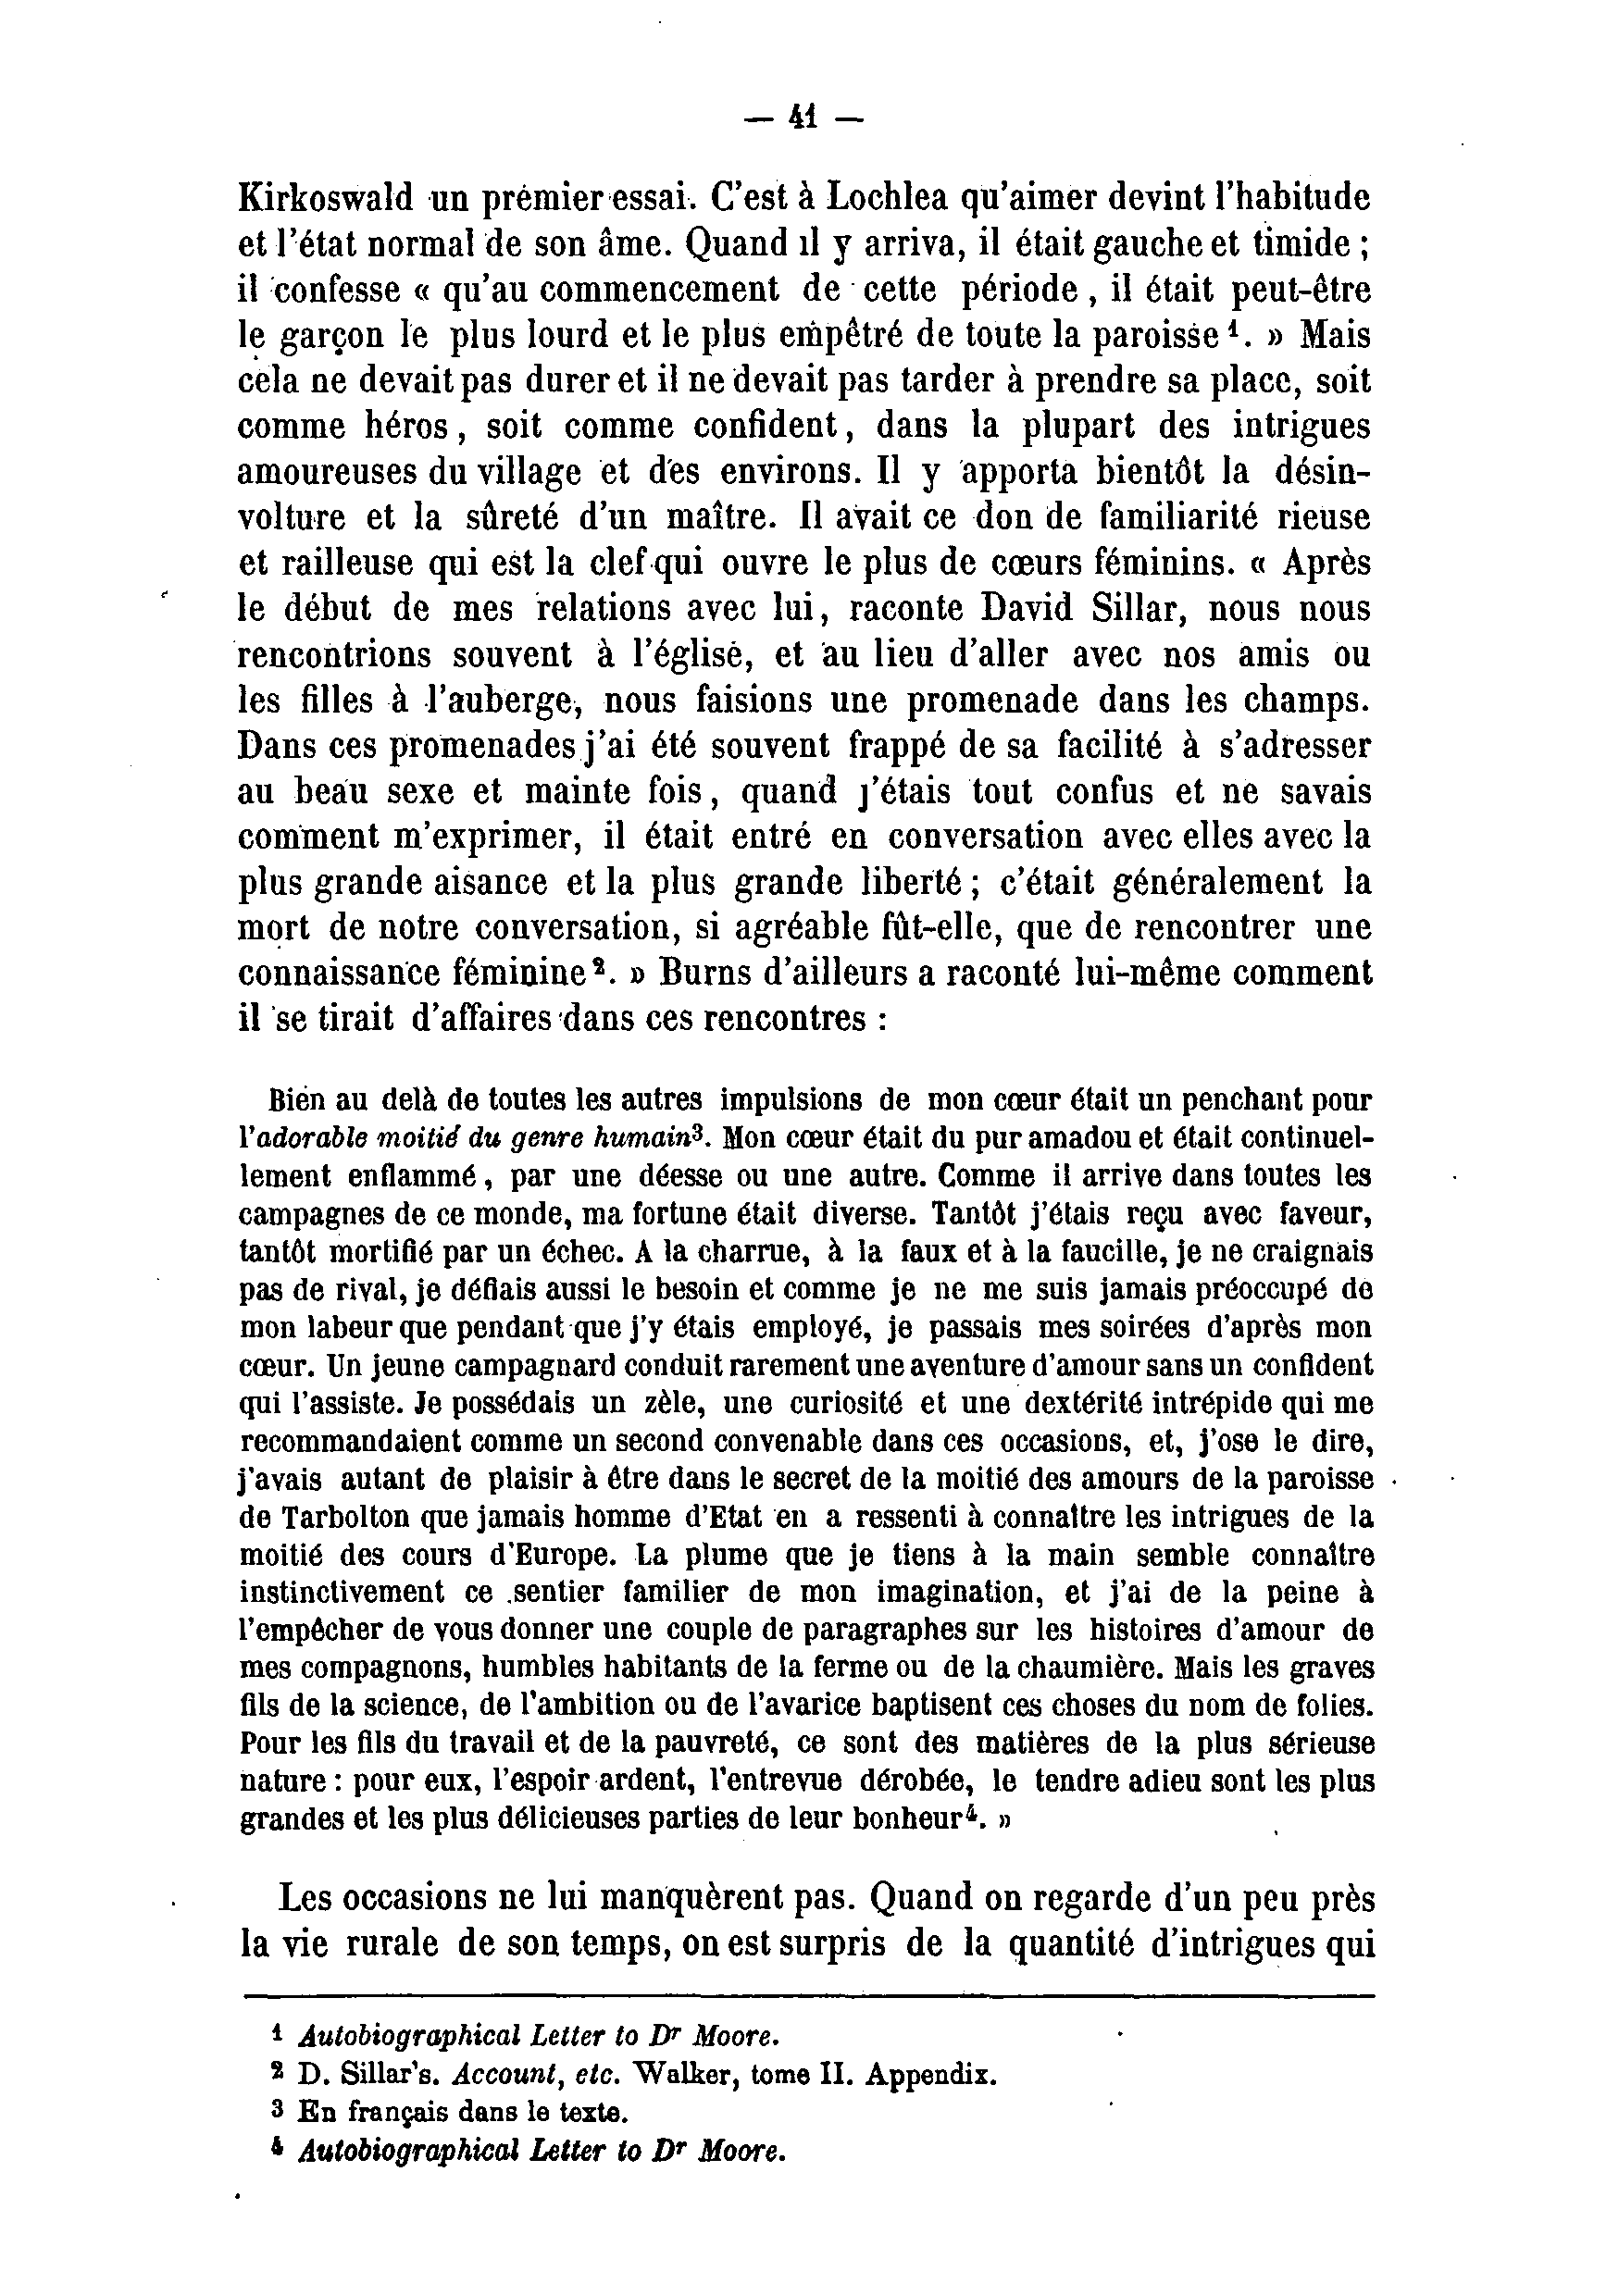 — 41 —
Kirkoswald un premier essai. C'est à Lochlea qu'aimer devint l'habitude
et l'état normal de son âme. Quand il y arriva, il était gauche et timide ;
il confesse « qu'au commencement de cette période, il était peut-être
le garçon le plus lourd et le plus empêtré de toute la paroisse ¹. » Mais
cela ne devait pas durer et il ne devait pas tarder à prendre sa place, soit
comme héros, soit comme confident, dans la plupart des intrigues
amoureuses du village et des environs. Il y apporta bientôt la désin-
volture et la sûreté d'un maître. Il avait ce don de familiarité rieuse
et railleuse qui est la clef qui ouvre le plus de cœurs féminins. « Après
le début de mes relations avec lui, raconte David Sillar, nous nous
rencontrions souvent à l'église, et au lieu d'aller avec nos amis ou
les filles à l'auberge, nous faisions une promenade dans les champs.
Dans ces promenades j'ai été souvent frappé de sa facilité à s'adresser
au beau sexe et mainte fois, quand j'étais tout confus et ne savais
comment m'exprimer, il était entré en conversation avec elles avec la
plus grande aisance et la plus grande liberté ; c'était généralement la
mort de notre conversation, si agréable fût-elle, que de rencontrer une
connaissance féminine ². » Burns d'ailleurs a raconté lui-même comment
il se tirait d'affaires dans ces rencontres :
Bien au delà de toutes les autres impulsions de mon cœur était un penchant pour
l'adorable moitié du genre humain³. Mon cœur était du pur amadou et était continuel-
lement enflammé, par une déesse ou une autre. Comme il arrive dans toutes les
campagnes de ce monde, ma fortune était diverse. Tantôt j'étais reçu avec faveur,
tantôt mortifié par un échec. A la charrue, à la faux et à la faucille, je ne craignais
pas de rival, je défiais aussi le besoin et comme je ne me suis jamais préoccupé de
mon labeur que pendant que j'y étais employé, je passais mes soirées d'après mon
cœur. Un jeune campagnard conduit rarement une aventure d'amour sans un confident
qui l'assiste. Je possédais un zèle, une curiosité et une dextérité intrépide qui me
recommandaient comme un second convenable dans ces occasions, et, j'ose le dire,
j'avais autant de plaisir à être dans le secret de la moitié des amours de la paroisse
de Tarbolton que jamais homme d'Etat en a ressenti à connaître les intrigues de la
moitié des cours d'Europe. La plume que je tiens à la main semble connaître
instinctivement ce sentier familier de mon imagination, et j'ai de la peine à
l'empêcher de vous donner une couple de paragraphes sur les histoires d'amour de
mes compagnons, humbles habitants de la ferme ou de la chaumière. Mais les graves
fils de la science, de l'ambition ou de l'avarice baptisent ces choses du nom de folies.
Pour les fils du travail et de la pauvreté, ce sont des matières de la plus sérieuse
nature : pour eux, l'espoir ardent, l'entrevue dérobée, le tendre adieu sont les plus
grandes et les plus délicieuses parties de leur bonheur⁴. »
Les occasions ne lui manquèrent pas. Quand on regarde d'un peu près
la vie rurale de son temps, on est surpris de la quantité d'intrigues qui
¹ Autobiographical Letter to Dr Moore.
² D. Sillar's. Account, etc. Walker, tome II. Appendix.
³ En français dans le texte.
⁴ Autobiographical Letter to Dr Moore.